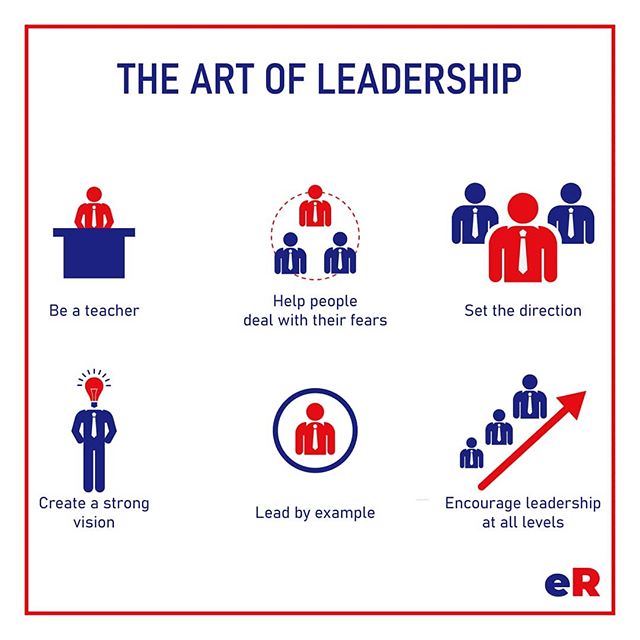 THE ART OF LEADERSHIP
Be a teacher
Help people
deal with their fears
Set the direction
Create a strong
vision
Lead by example
Encourage leadership
at all levels
eR